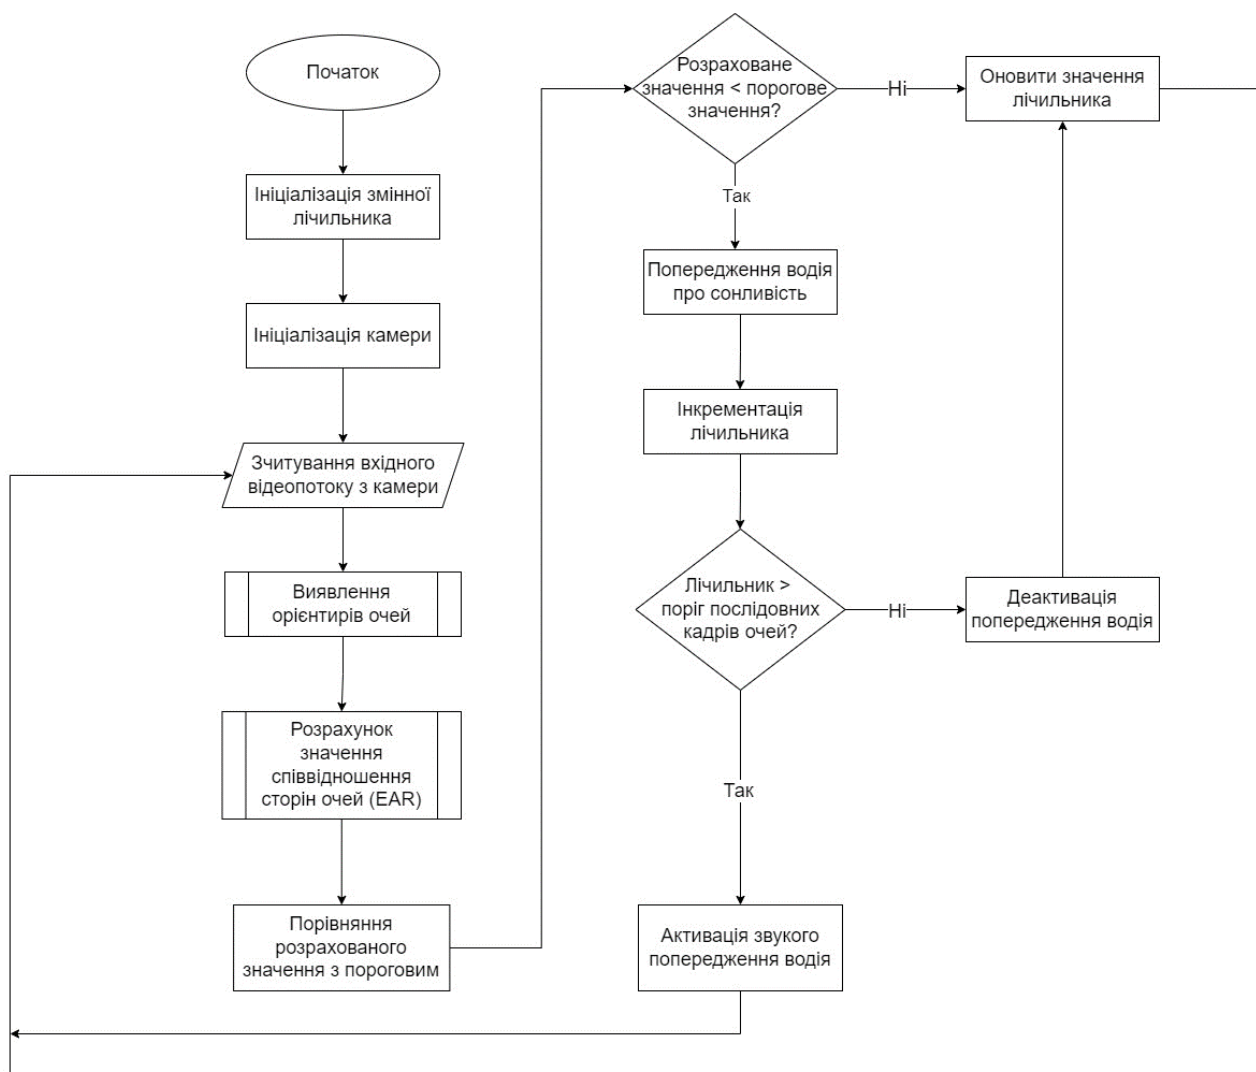 Початок
Ініціалізація змінної
лічильника
Ініціалізація камери
Зчитування вхідного
відеопотоку з камери
Виявлення
орієнтирів очей
Розрахунок
значення
співвідношення
сторін очей (EAR)
Порівняння
розрахованого
значення з пороговим
Розраховане
значення < порогове
значення?
Ні
Оновити значення
лічильника
Так
Попередження водія
про сонливість
Інкрементація
лічильника
Лічильник >
поріг послідовних
кадрів очей?
Ні
Деактивація
попередження водія
Так
Активація звукого
попередження водія